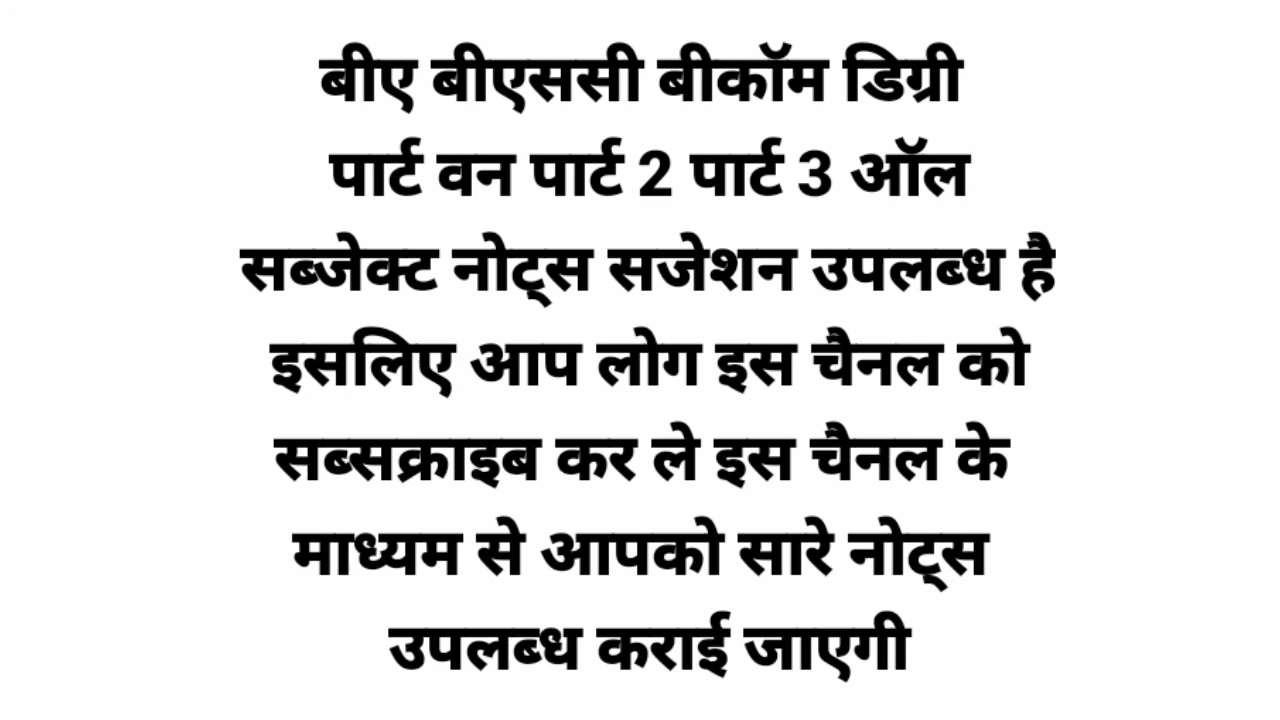 बीए बीएससी बीकॉम डिग्री
पार्ट वन पार्ट 2 पार्ट 3 ऑल
सब्जेक्ट नोट्स सजेशन उपलब्ध है
इसलिए आप लोग इस चैनल को
सब्सक्राइब कर ले इस चैनल के
माध्यम से आपको सारे नोट्स
उपलब्ध कराई जाएगी